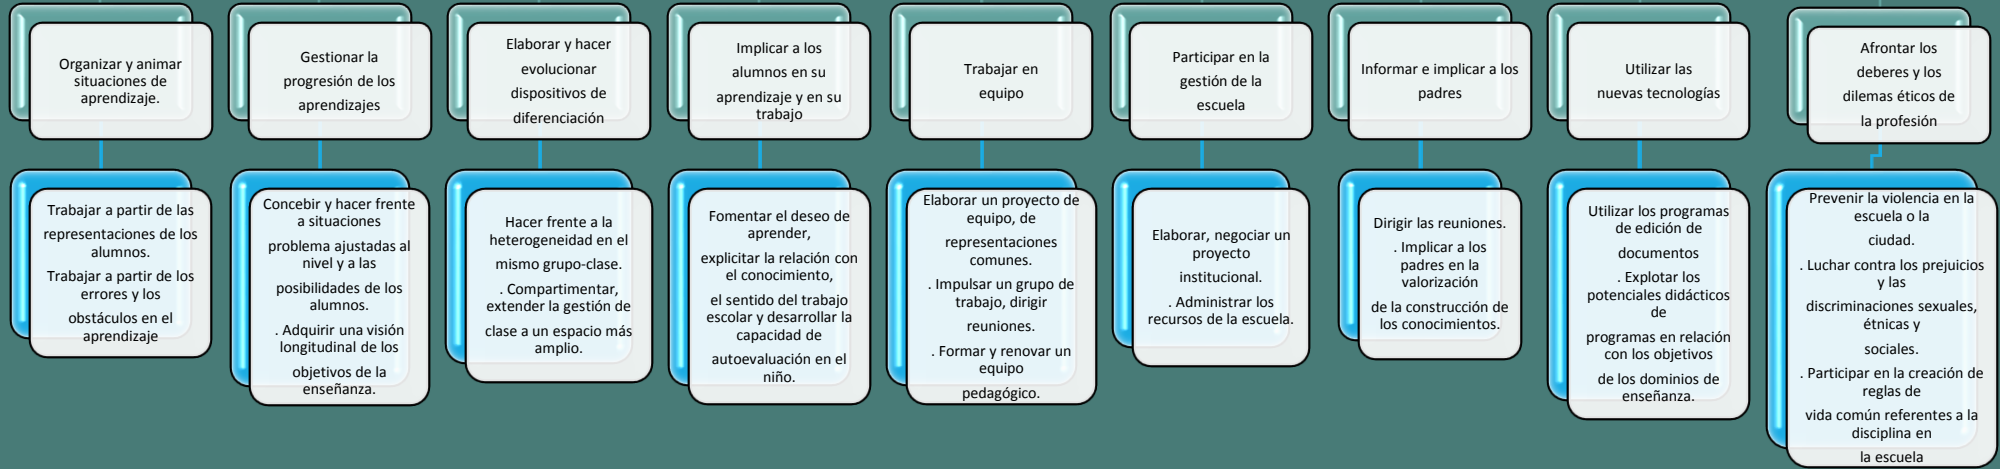 Organizar y animar
situaciones de
aprendizaje.
Gestionar la
progresión de los
aprendizajes
Elaborar y hacer
evolucionar
dispositivos de
diferenciación
Implicar a los
alumnos en su
aprendizaje y en su
trabajo
Trabajar en
equipo
Participar en la
gestión de la
escuela
Informar e implicar a los
padres
Utilizar las
nuevas tecnologías
Afrontar los
deberes y los
dilemas éticos de
la profesión
Trabajar a partir de las
representaciones de los
alumnos.
Trabajar a partir de los
errores y los
obstáculos en el
aprendizaje
Concebir y hacer frente
a situaciones
problema ajustadas al
nivel y a las
posibilidades de los
alumnos.
. Adquirir una visión
longitudinal de los
objetivos de la
enseñanza.
Hacer frente a la
heterogeneidad en el
mismo grupo-clase.
. Compartimentar,
extender la gestión de
clase a un espacio más
amplio.
Fomentar el deseo de
aprender,
explicitar la relación con
el conocimiento,
el sentido del trabajo
escolar y desarrollar la
capacidad de
autoevaluación en el
niño.
Elaborar un proyecto de
equipo, de
representaciones
comunes.
. Impulsar un grupo de
trabajo, dirigir
reuniones.
. Formar y renovar un
equipo
pedagógico.
Elaborar, negociar un
proyecto
institucional.
. Administrar los
recursos de la escuela.
Dirigir las reuniones.
. Implicar a los
padres en la
valorización
de la construcción de
los conocimientos.
Utilizar los programas
de edición de
documentos
. Explotar los
potenciales didácticos
de
programas en relación
con los objetivos
de los dominios de
enseñanza.
Prevenir la violencia en la
escuela o la
ciudad.
. Luchar contra los prejuicios
y las
discriminaciones sexuales,
étnicas y
sociales.
. Participar en la creación de
reglas de
vida común referentes a la
disciplina en
la escuela